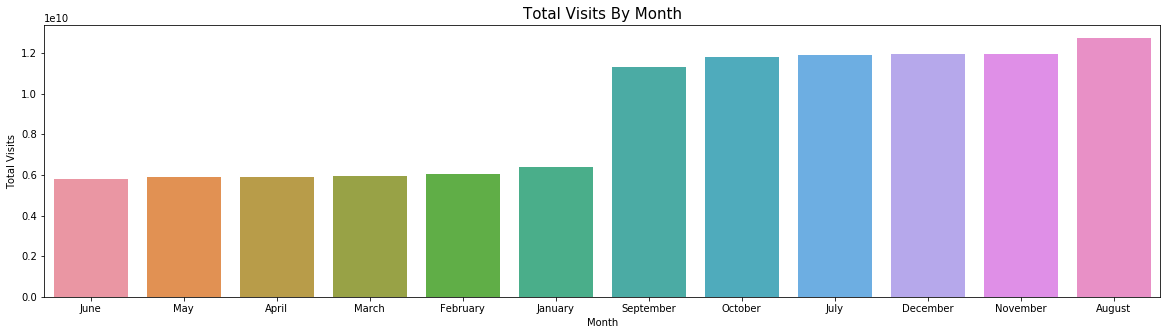 Total Visits By Month
1e10
1.2
1.0
0.8
0.6
0.4
0.2
0.0
Total Visits
June May April March February January September October July December November August
Month